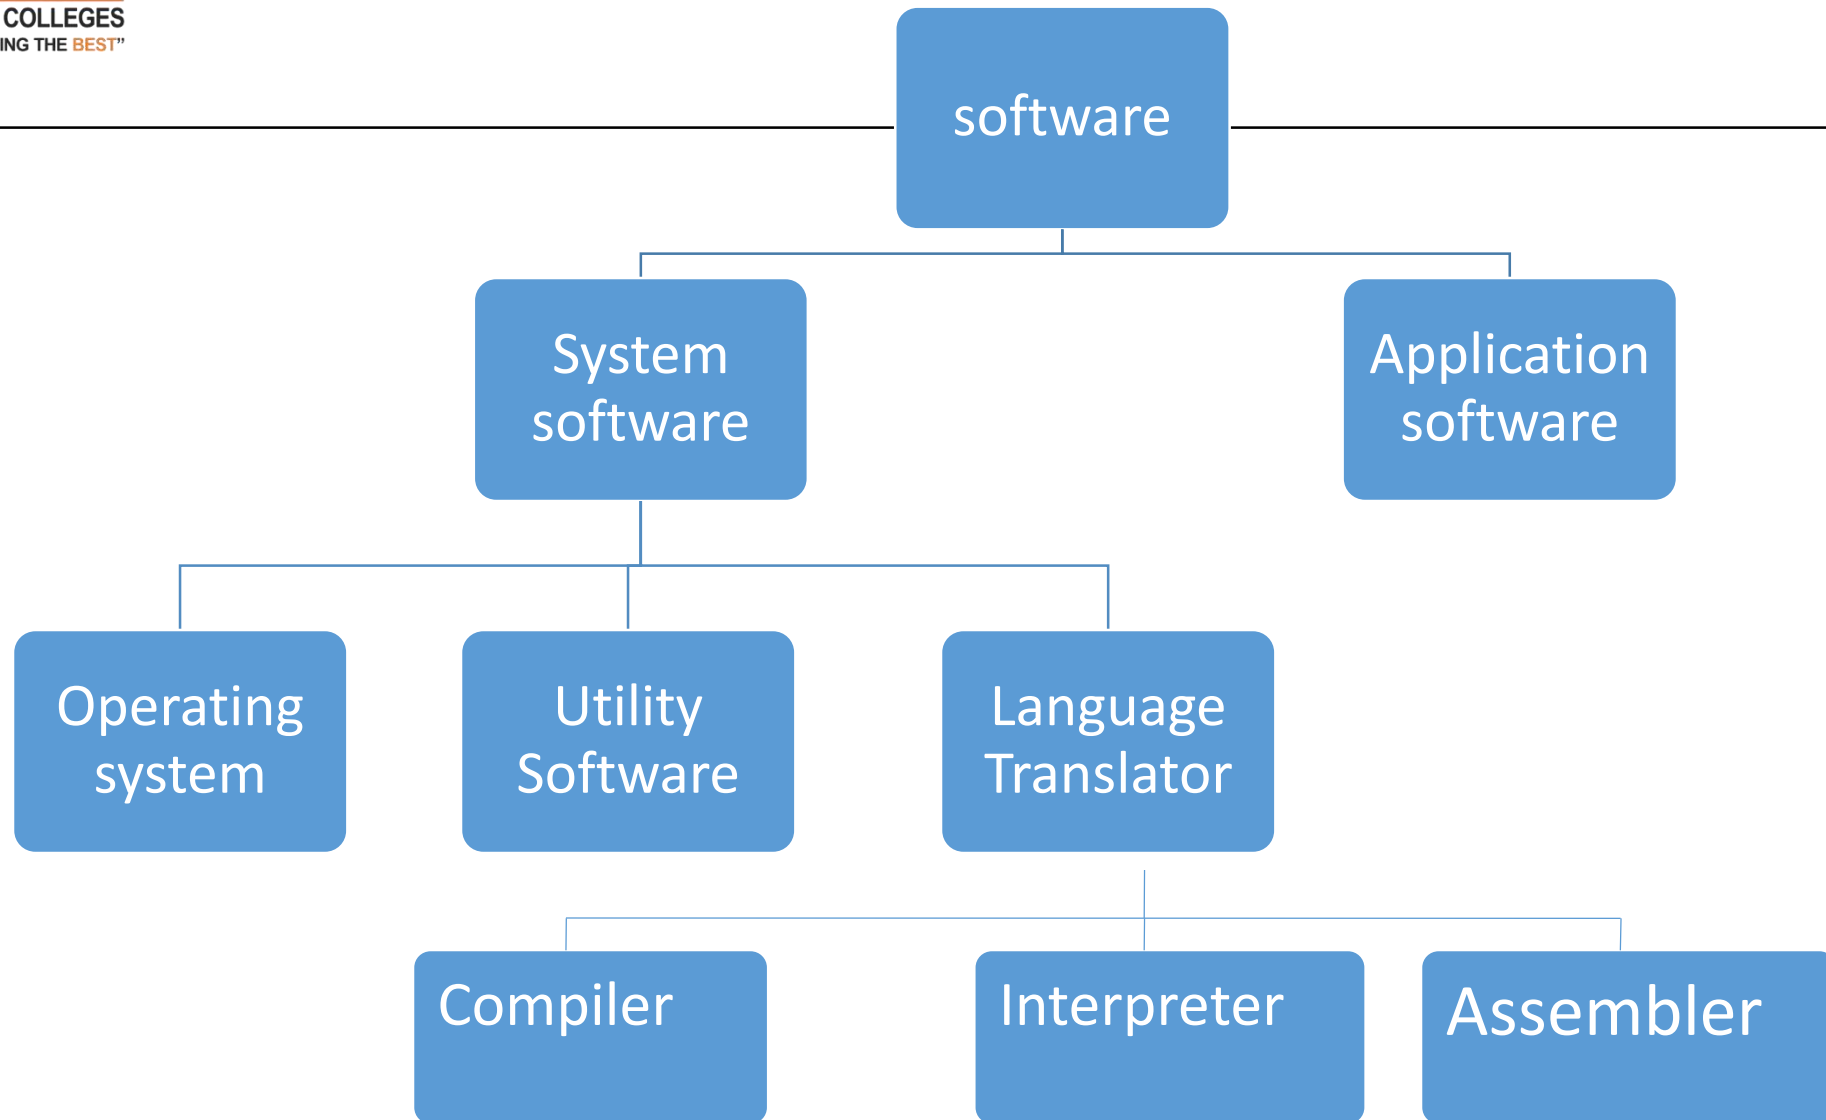 COLLEGES
ING THE BEST”
software
System
software
Application
software
Operating
system
Utility
Software
Language
Translator
Compiler
Interpreter
Assembler